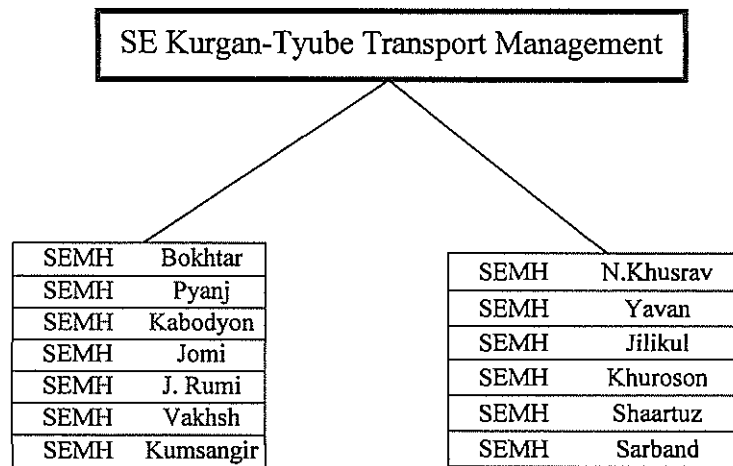 SE Kurgan-Tyube Transport Management
SEMH Bokhtar
SEMH Pyanj
SEMH Kabodyon
SEMH Jomi
SEMH J. Rumi
SEMH Vakhsh
SEMH Kumsangir
SEMH N.Khusrav
SEMH Yavan
SEMH Jilikul
SEMH Khuroson
SEMH Shaartuz
SEMH Sarband